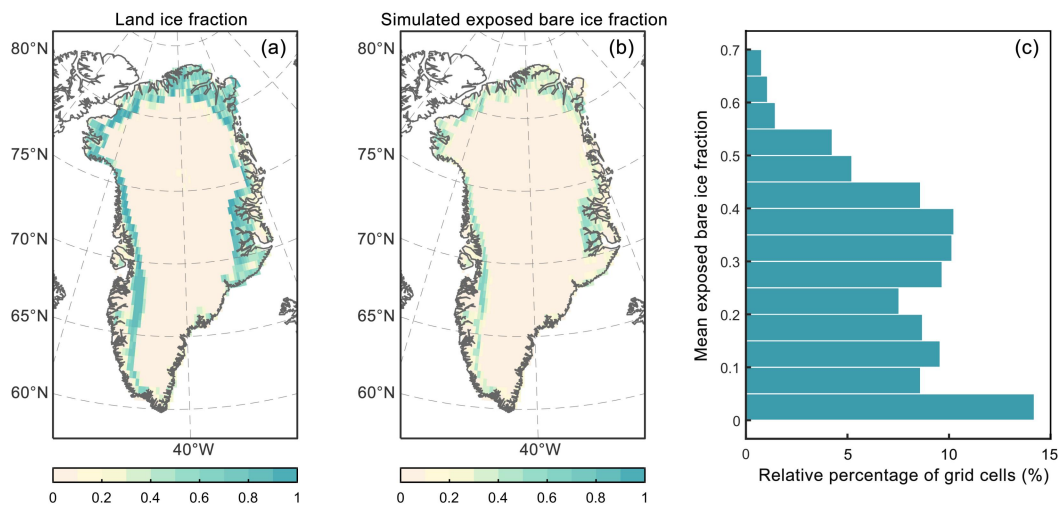 Land ice fraction
(a)
80°N
75°N
70°N
65°N
60°N
40°W
0 0.2 0.4 0.6 0.8 1
Simulated exposed bare ice fraction
(b)
80°N
75°N
70°N
65°N
60°N
40°W
0 0.2 0.4 0.6 0.8 1
(c)
Mean exposed bare ice fraction
0.7
0.6
0.5
0.4
0.3
0.2
0.1
0
0 5 10 15
Relative percentage of grid cells (%)